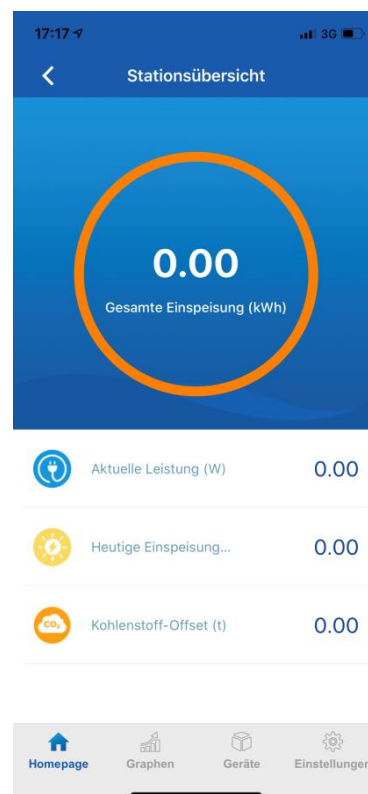 17:17 3G
Stationsübersicht
0.00
Gesamte Einspeisung (kWh)
Aktuelle Leistung (W) 0.00
Heutige Einspeisung... 0.00
CO₂
Kohlenstoff-Offset (t) 0.00
Homepage Graphen Geräte Einstellungen